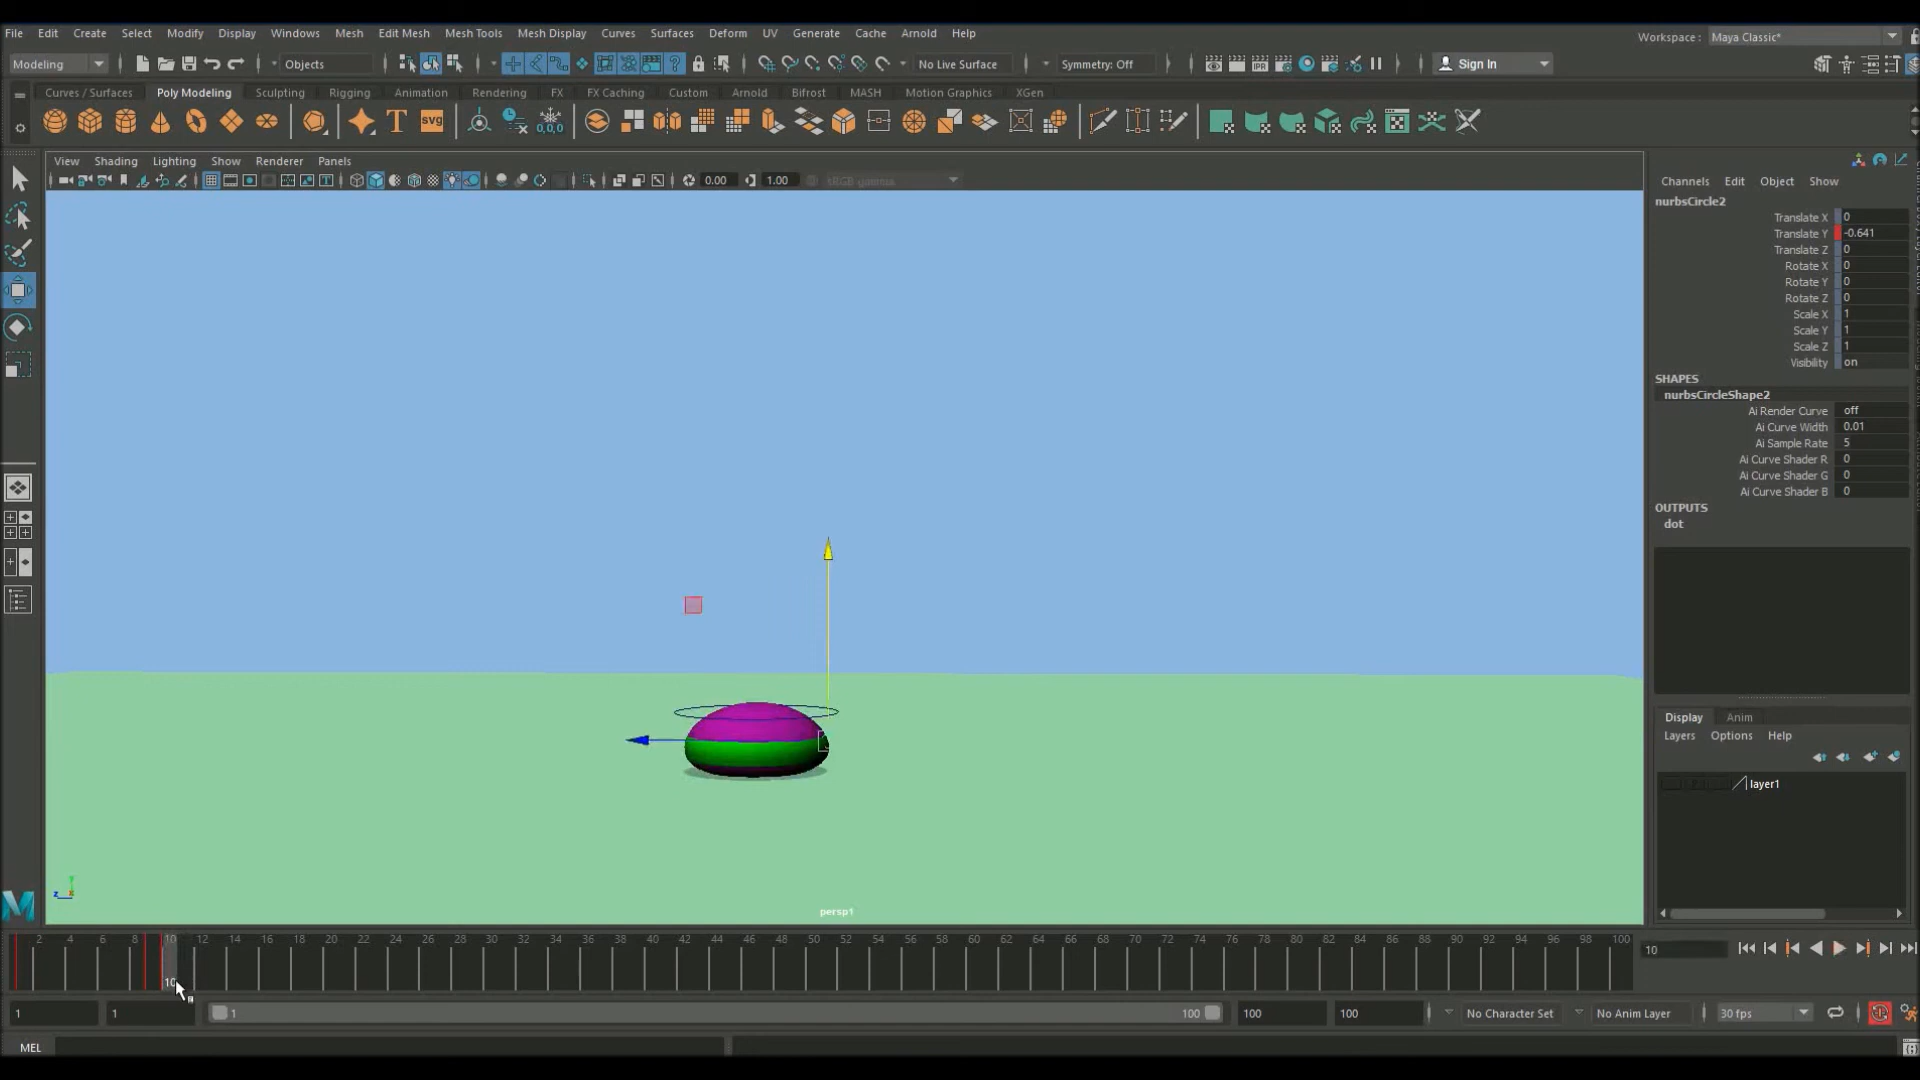 File Edit Create Select Modify Display Windows Mesh Edit Mesh Mesh Tools Mesh Display Curves Surfaces Deform UV Generate Cache Arnold Help
Workspace : Maya Classic*
Modeling Objects No Live Surface Symmetry: Off Sign In
Curves / Surfaces Poly Modeling Sculpting Rigging Animation Rendering FX FX Caching Custom Arnold Bifrost MASH Motion Graphics XGen
T svg 0,0,0
View Shading Lighting Show Renderer Panels
0.00 1.00 sRGB gamma
Channels Edit Object Show
nurbsCircle2
Translate X 0
Translate Y -0.641
Translate Z 0
Rotate X 0
Rotate Y 0
Rotate Z 0
Scale X 1
Scale Y 1
Scale Z 1
Visibility on
SHAPES
nurbsCircleShape2
Ai Render Curve off
Ai Curve Width 0.01
Ai Sample Rate 5
Ai Curve Shader R 0
Ai Curve Shader G 0
Ai Curve Shader B 0
OUTPUTS
dot
Display Anim
Layers Options Help
layer1
persp1
2 4 6 8 10 12 14 16 18 20 22 24 26 28 30 32 34 36 38 40 42 44 46 48 50 52 54 56 58 60 62 64 66 68 70 72 74 76 78 80 82 84 86 88 90 92 94 96 98 100
10
10
1 1 1 100 100 100 No Character Set No Anim Layer 30 fps
MEL